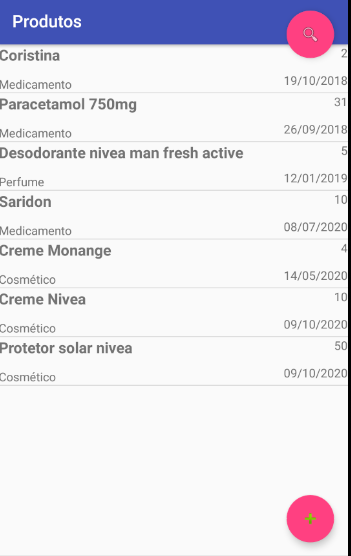 Produtos
Coristina 2
Medicamento 19/10/2018
Paracetamol 750mg 31
Medicamento 26/09/2018
Desodorante nivea man fresh active 5
Perfume 12/01/2019
Saridon 10
Medicamento 08/07/2020
Creme Monange 4
Cosmético 14/05/2020
Creme Nivea 10
Cosmético 09/10/2020
Protetor solar nivea 50
Cosmético 09/10/2020